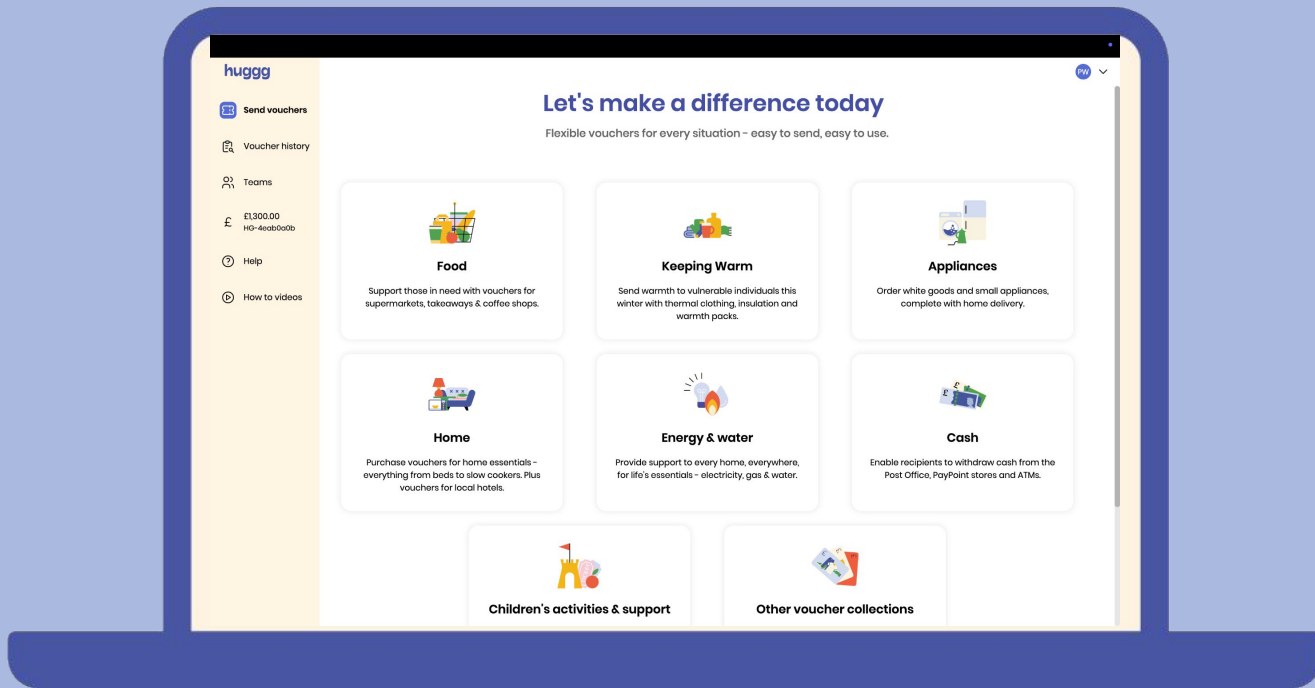 huggg
PW
Send vouchers
Voucher history
Teams
£
£1,300.00
HG-4eab0a0b
Help
How to videos
Let's make a difference today
Flexible vouchers for every situation - easy to send, easy to use.
Food
Support those in need with vouchers for
supermarkets, takeaways & coffee shops.
Keeping Warm
Send warmth to vulnerable individuals this
winter with thermal clothing, insulation and
warmth packs.
Appliances
Order white goods and small appliances,
complete with home delivery.
Home
Purchase vouchers for home essentials -
everything from beds to slow cookers. Plus
vouchers for local hotels.
Energy & water
Provide support to every home, everywhere,
for life's essentials - electricity, gas & water.
£
£
Cash
Enable recipients to withdraw cash from the
Post Office, PayPoint stores and ATMs.
Children's activities & support
Other voucher collections